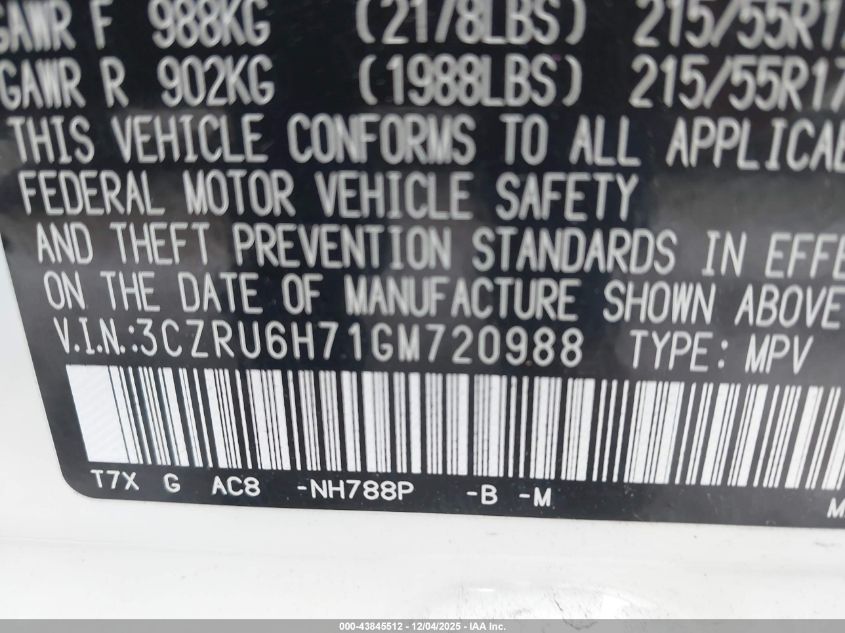 GAWR F 988KG (2178LBS) 215/55R17
GAWR R 902KG (1988LBS) 215/55R17
THIS VEHICLE CONFORMS TO ALL APPLICAB
FEDERAL MOTOR VEHICLE SAFETY
AND THEFT PREVENTION STANDARDS IN EFFE
ON THE DATE OF MANUFACTURE SHOWN ABOVE
V.I.N.:3CZRU6H71GM720988 TYPE: MPV
T7X G AC8 -NH788P -B -M M
000-43845512 - 12/04/2025 - IAA Inc.